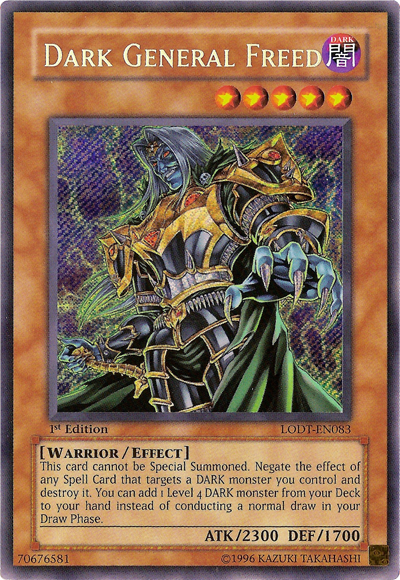 DARK GENERAL FREED
DARK
闇
1st Edition
LODT-EN083
[WARRIOR / EFFECT]
This card cannot be Special Summoned. Negate the effect of
any Spell Card that targets a DARK monster you control and
destroy it. You can add 1 Level 4 DARK monster from your Deck
to your hand instead of conducting a normal draw in your
Draw Phase.
ATK/2300 DEF/1700
70676581
©1996 KAZUKI TAKAHASHI